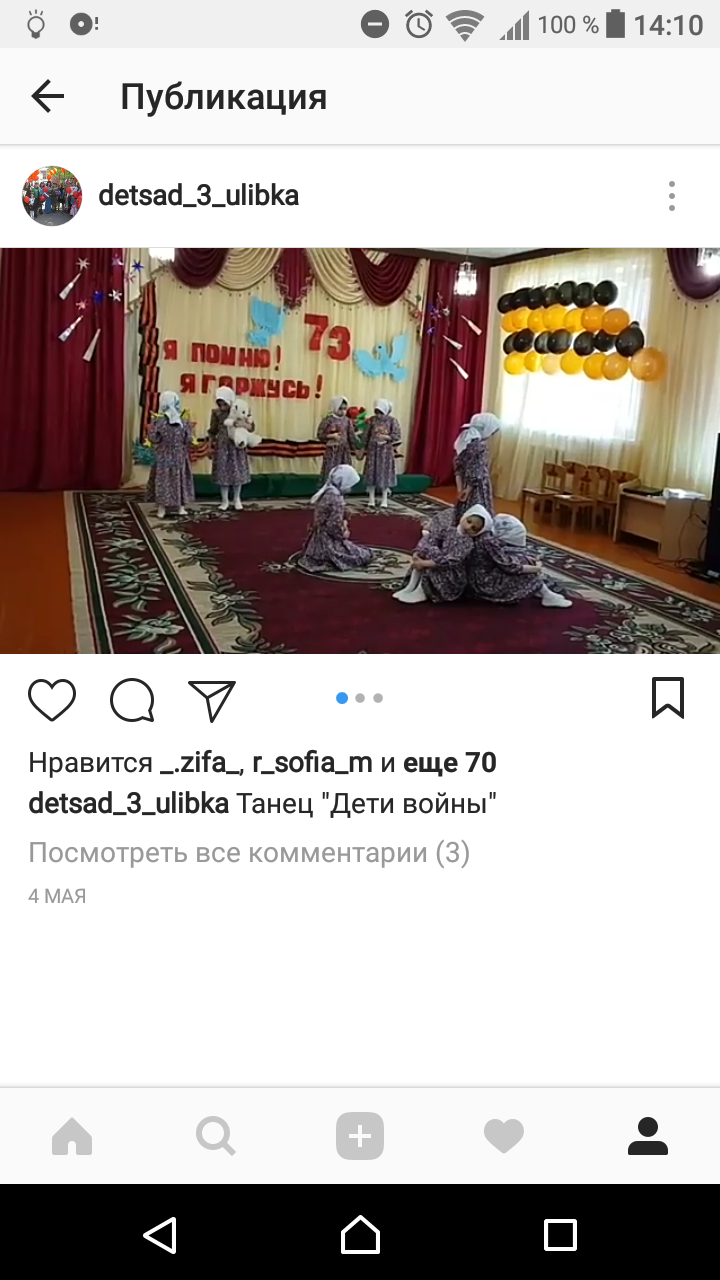 100 % 14:10
Публикация
detsad_3_ulibka
73
Я ПОМНЮ!
Я ГОРЖУСЬ!
Нравится _.zifa_, r_sofia_m и еще 70
detsad_3_ulibka Танец "Дети войны"
Посмотреть все комментарии (3)
4 МАЯ